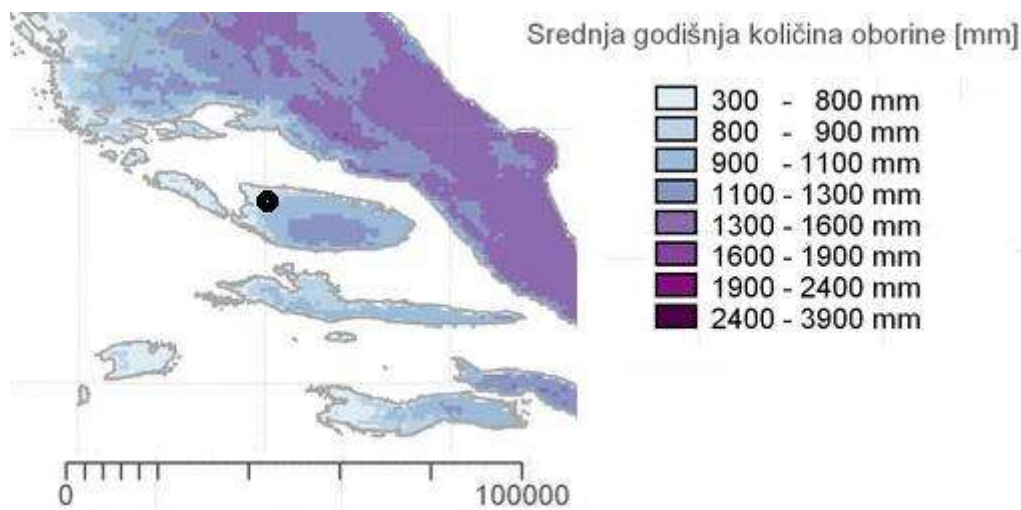 Srednja godišnja količina oborine [mm]
300 - 800 mm
800 - 900 mm
900 - 1100 mm
1100 - 1300 mm
1300 - 1600 mm
1600 - 1900 mm
1900 - 2400 mm
2400 - 3900 mm
0 100000